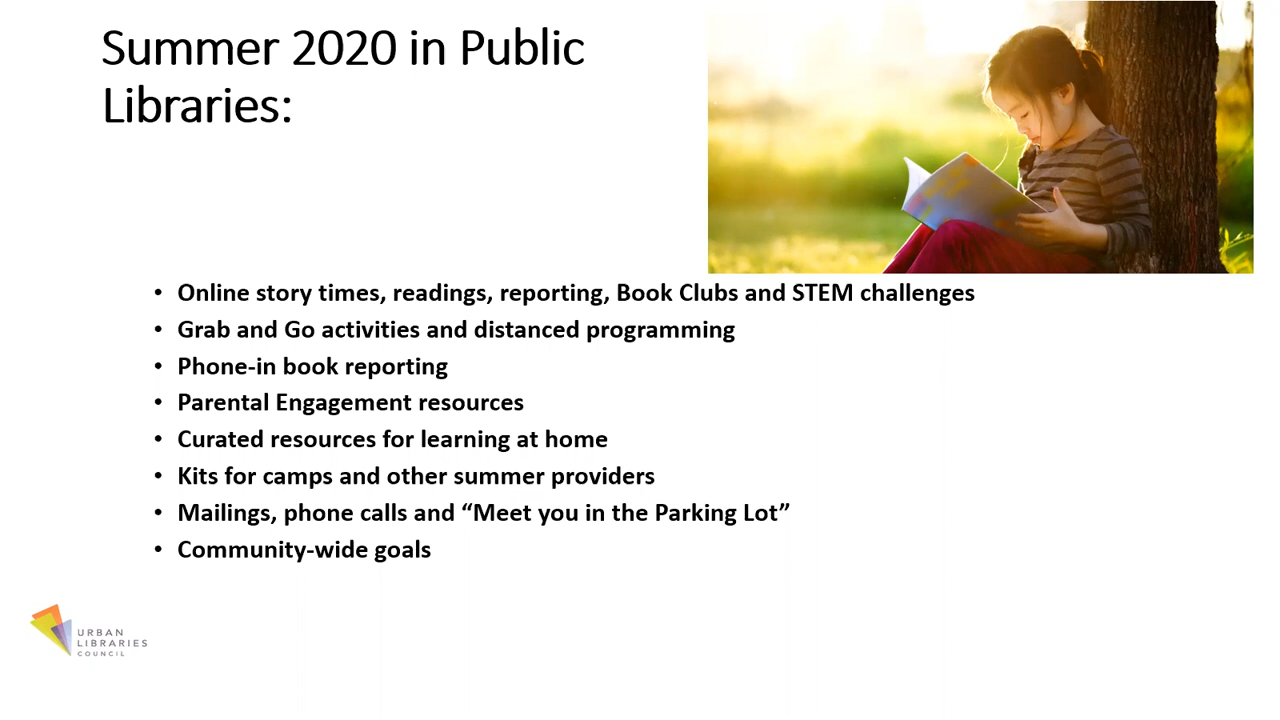 Summer 2020 in Public
Libraries:
• Online story times, readings, reporting, Book Clubs and STEM challenges
• Grab and Go activities and distanced programming
• Phone-in book reporting
• Parental Engagement resources
• Curated resources for learning at home
• Kits for camps and other summer providers
• Mailings, phone calls and “Meet you in the Parking Lot”
• Community-wide goals
URBAN
LIBRARIES
COUNCIL